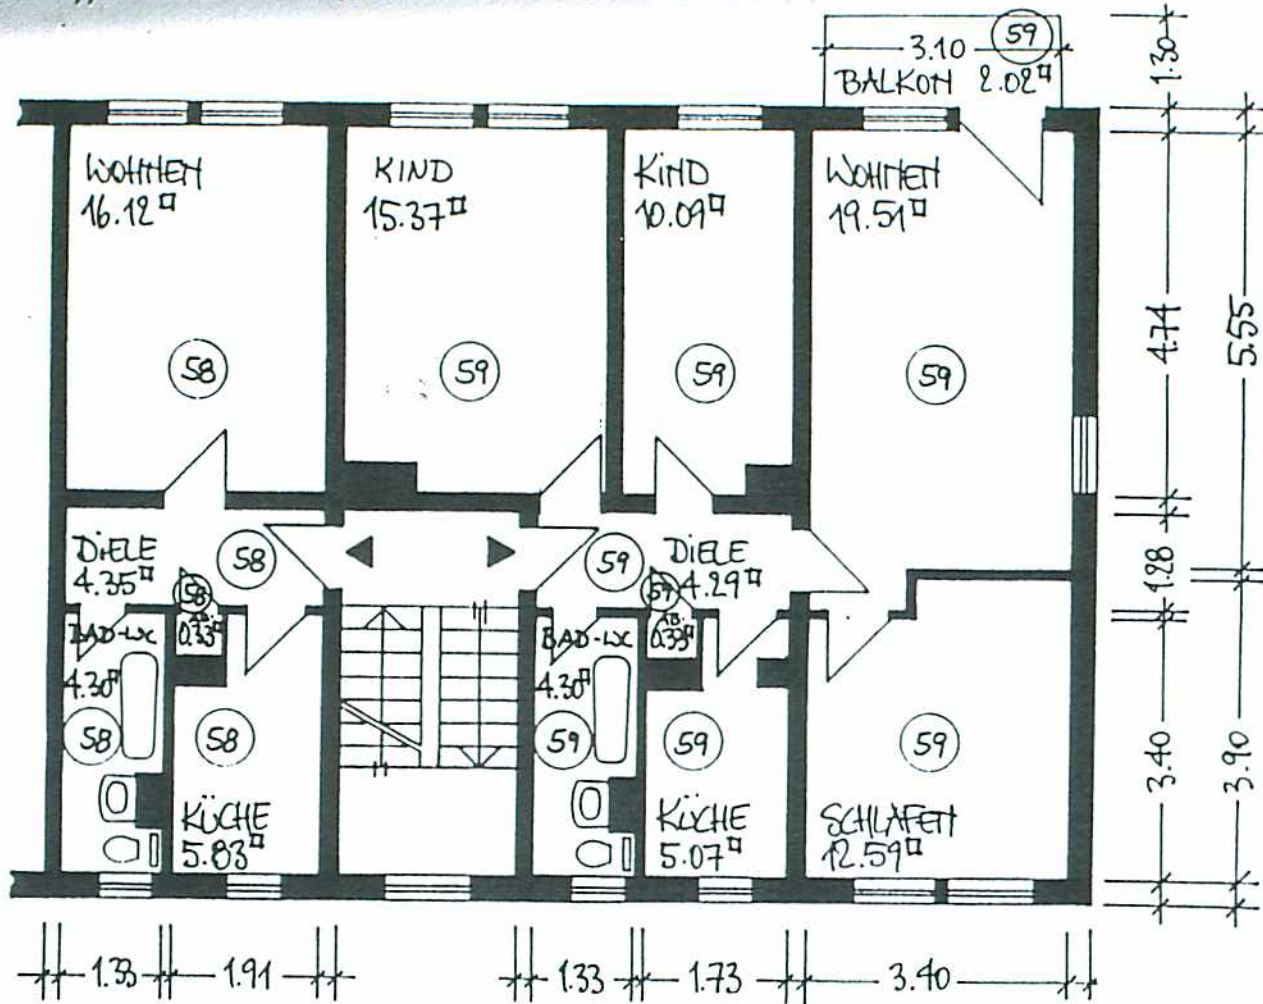 59
3.10
BALKON 2.02
1.30
WOHNEN
16.12
KIND
15.37
KIND
10.09
WOHNEN
19.51
4.74
5.55
58
59
59
59
DIELE
4.35
58
58
59
DIELE
4.29
59
1.28
AB.
0.33
AB.
0.33
BAD-WC
4.30
58
58
BAD-WC
4.30
59
59
59
KÜCHE
5.83
KÜCHE
5.07
SCHLAFEN
12.59
3.40
3.90
1.33
1.91
1.33
1.73
3.40